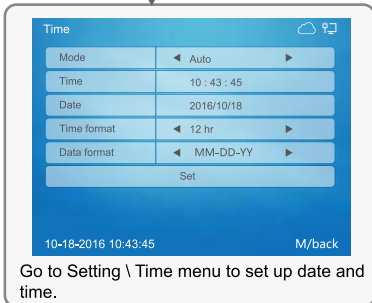 Time
Mode ◀ Auto ▶
Time 10 : 43 : 45
Date 2016/10/18
Time format ◀ 12 hr ▶
Data format ◀ MM-DD-YY ▶
Set
10-18-2016 10:43:45 M/back
Go to Setting \ Time menu to set up date and
time.